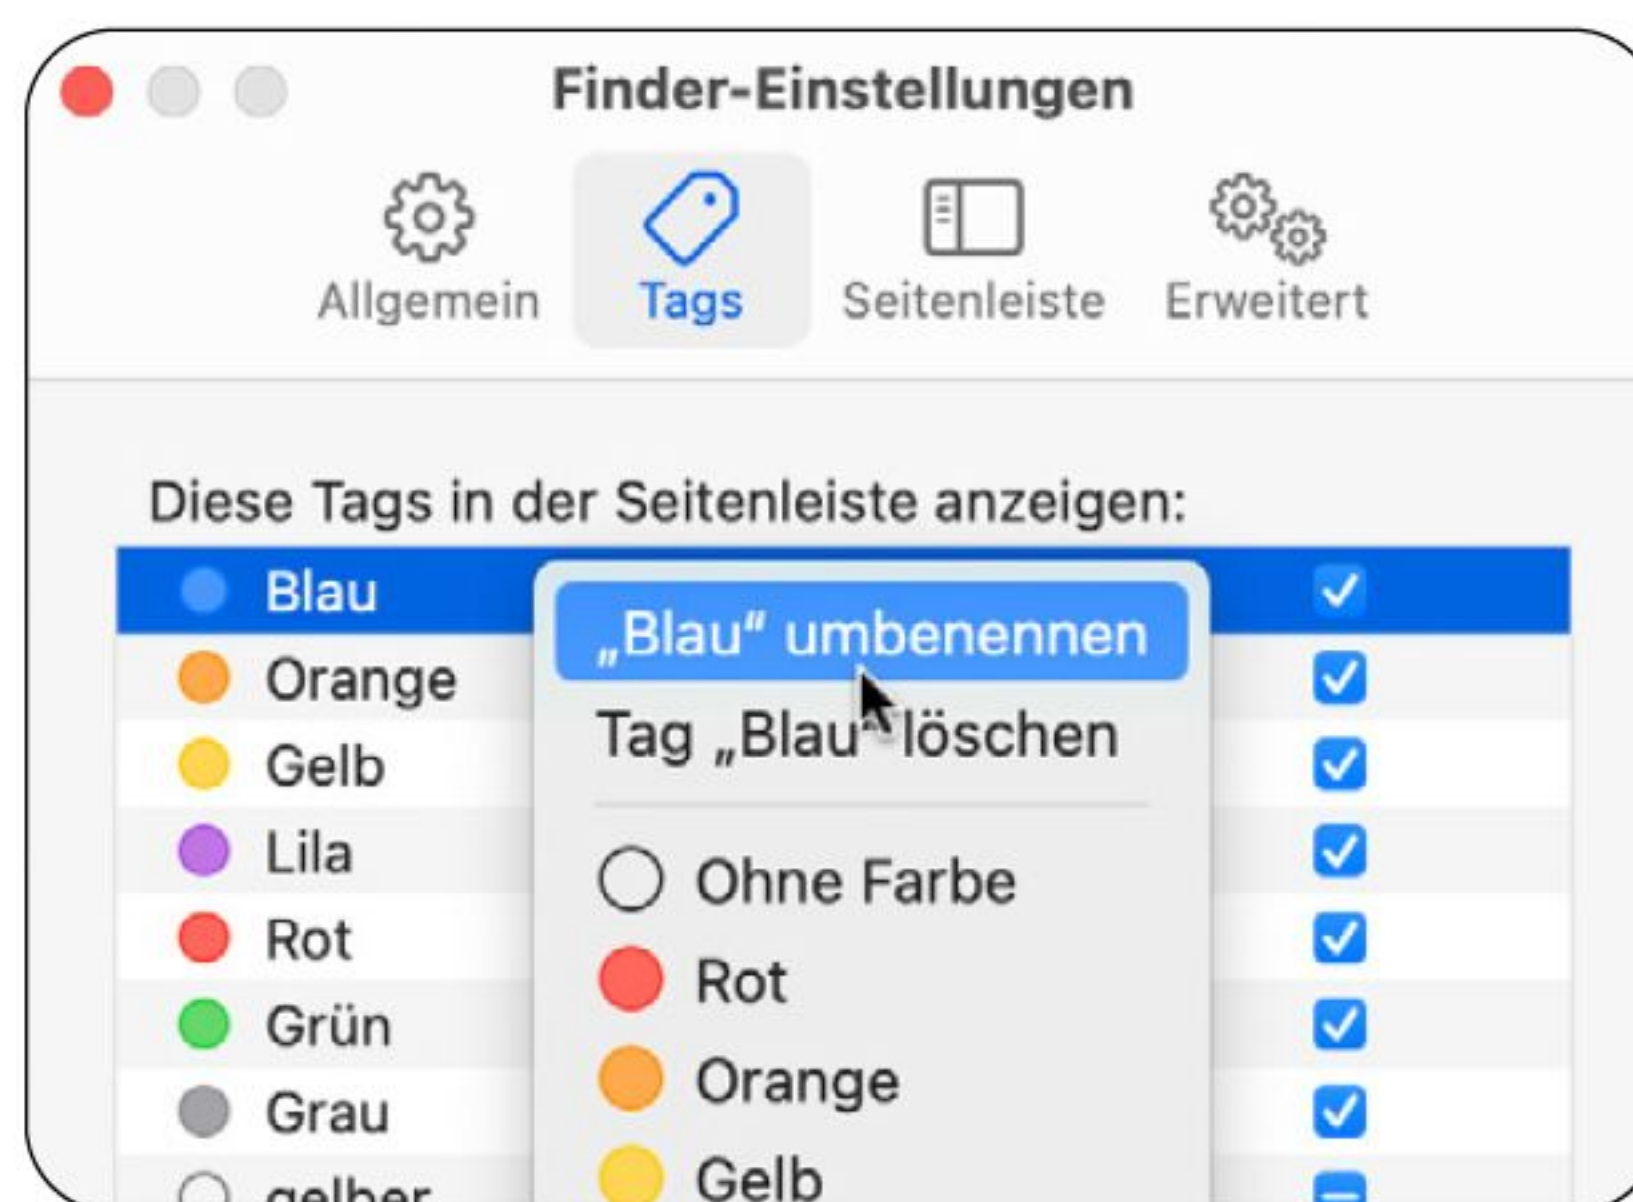 Finder-Einstellungen
Allgemein Tags Seitenleiste Erweitert
Diese Tags in der Seitenleiste anzeigen:
Blau
Orange
Gelb
Lila
Rot
Grün
Grau
gelber
„Blau“ umbenennen
Tag „Blau“ löschen
Ohne Farbe
Rot
Orange
Gelb